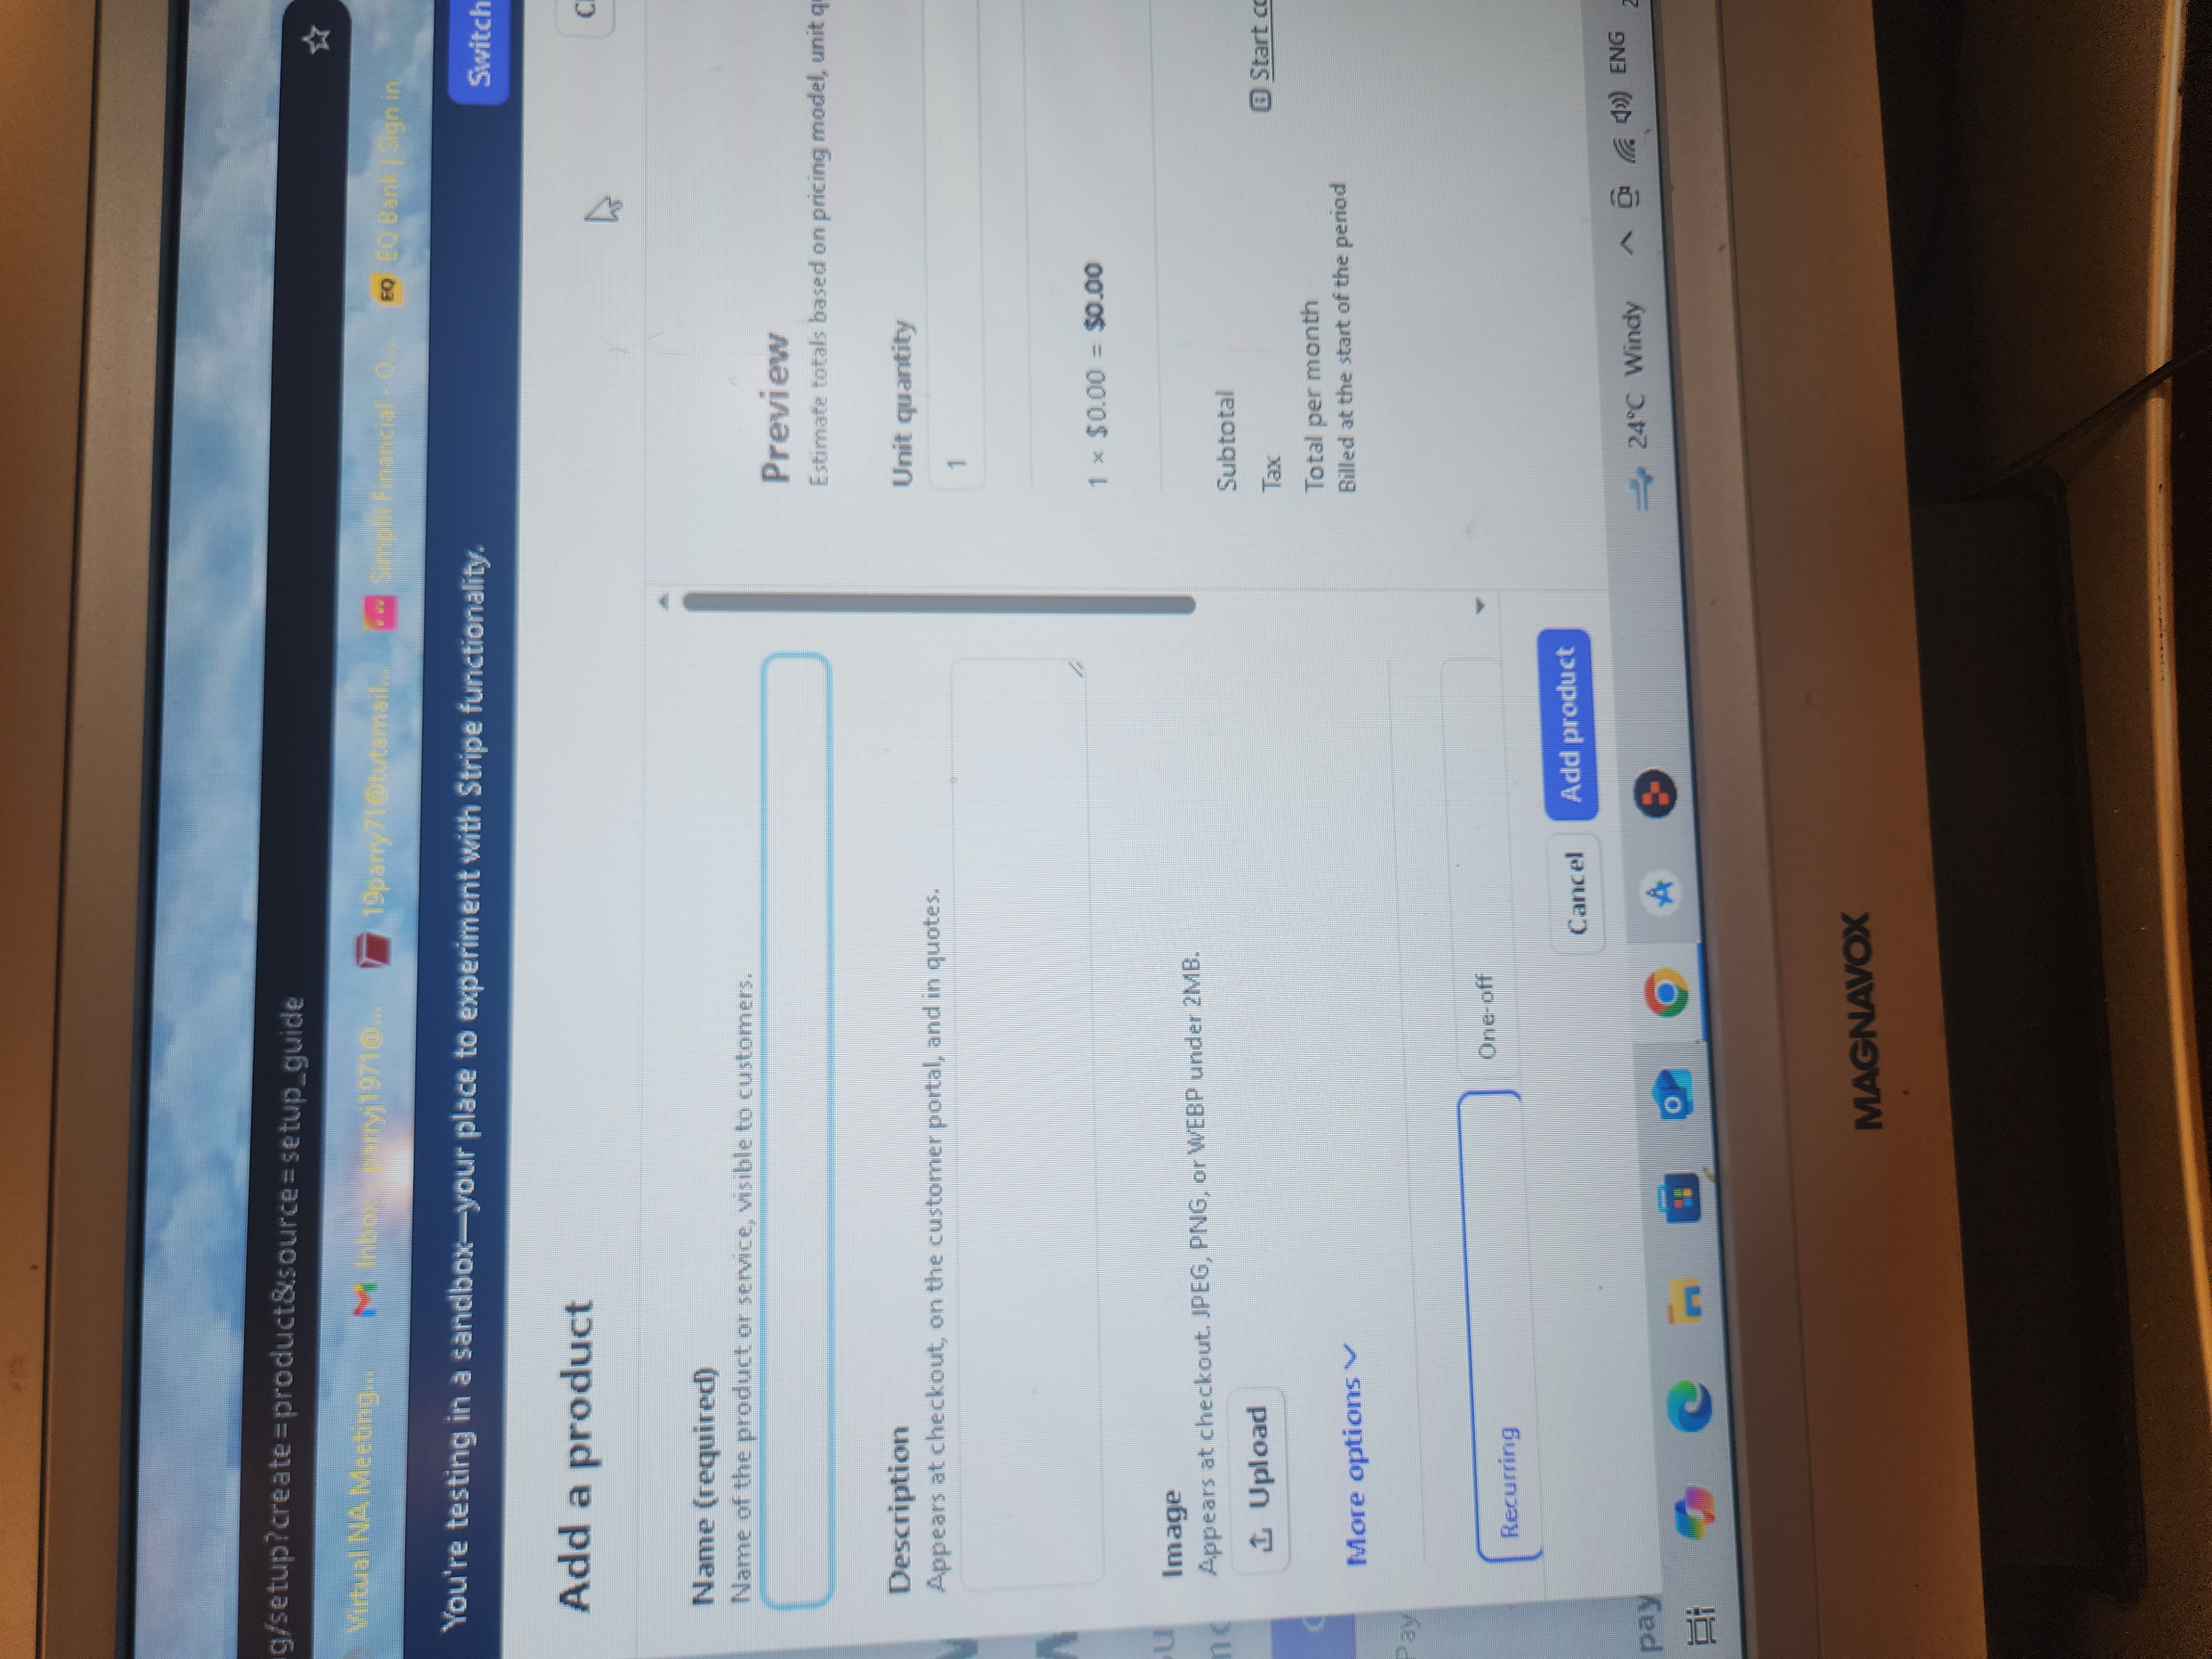 g/setup?create=product&source=setup_guide
Virtual NA Meeting... Inbox - parryj1971@... 19parry71@tutamail... Simplii Financial - O... EQ EQ Bank | Sign in
You're testing in a sandbox—your place to experiment with Stripe functionality.
Switch
Add a product
Name (required)
Name of the product or service, visible to customers.
Description
Appears at checkout, on the customer portal, and in quotes.
Image
Appears at checkout. JPEG, PNG, or WEBP under 2MB.
Upload
More options
Recurring
One-off
Cancel
Add product
Preview
Estimate totals based on pricing model, unit
Unit quantity
1
1 × $0.00 = $0.00
Subtotal
Tax
Start
Total per month
Billed at the start of the period
Pay
pay
24°C Windy
ENG
MAGNAVOX